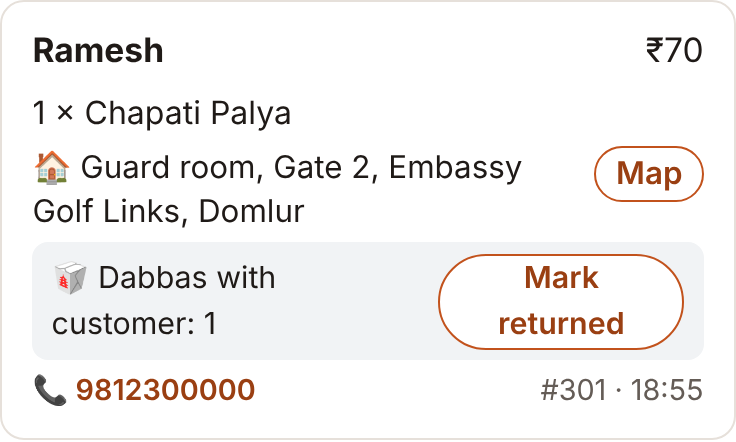 Ramesh ₹70
1 × Chapati Palya
🏠 Guard room, Gate 2, Embassy
Golf Links, Domlur
Map
🥡 Dabbas with
customer: 1
Mark
returned
📞 9812300000 #301 · 18:55